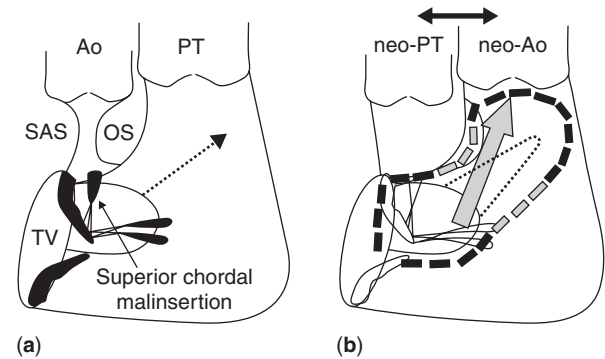 Ao
PT
SAS
OS
TV
Superior chordal
malinsertion
(a)
neo-PT
neo-Ao
(b)